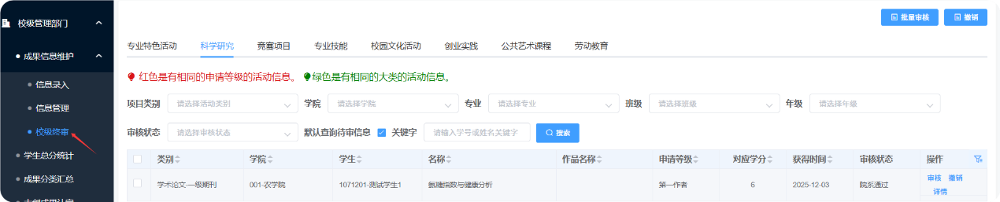 校级管理部门
成果信息维护
信息录入
信息管理
校级终审
学生总分统计
成果分类汇总
批量审核 撤销
专业特色活动 科学研究 竞赛项目 专业技能 校园文化活动 创业实践 公共艺术课程 劳动教育
红色是有相同的申请等级的活动信息。 绿色是有相同的大类的活动信息。
项目类别 请选择活动类别 学院 请选择学院 专业 请选择专业 班级 请选择班级 年级 请选择年级
审核状态 请选择审核状态 默认查询待审信息 关键字 请输入学号或姓名关键字 搜索
类别 学院 学生 名称 作品名称 申请等级 对应学分 获得时间 审核状态 操作
学术论文-一级期刊 001-农学院 1071201-测试学生1 氨糖指数与健康分析 第一作者 6 2025-12-03 院系通过 审核 撤销
详情